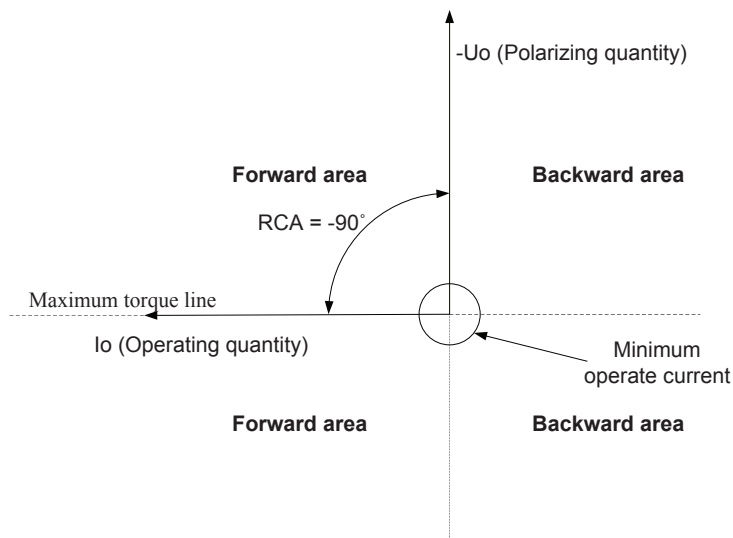 -Uo (Polarizing quantity)
Forward area
Backward area
RCA = -90˚
Maximum torque line
Io (Operating quantity)
Minimum
operate current
Forward area
Backward area